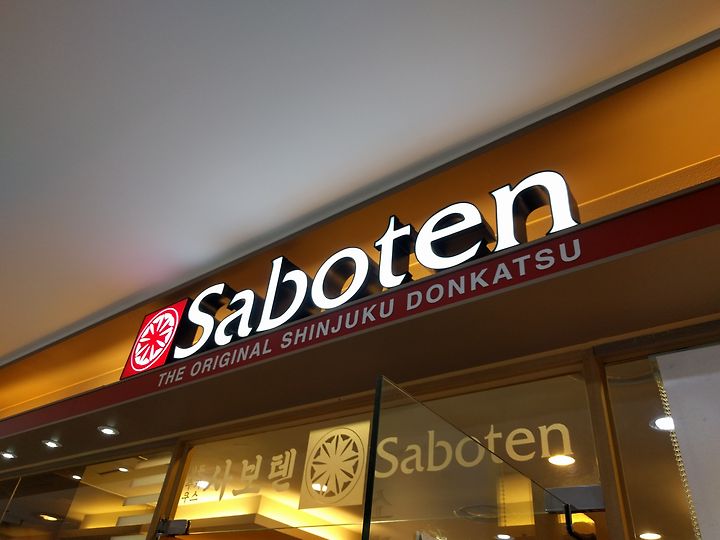 Saboten
THE ORIGINAL SHINJUKU DONKATSU
사보텐
Saboten